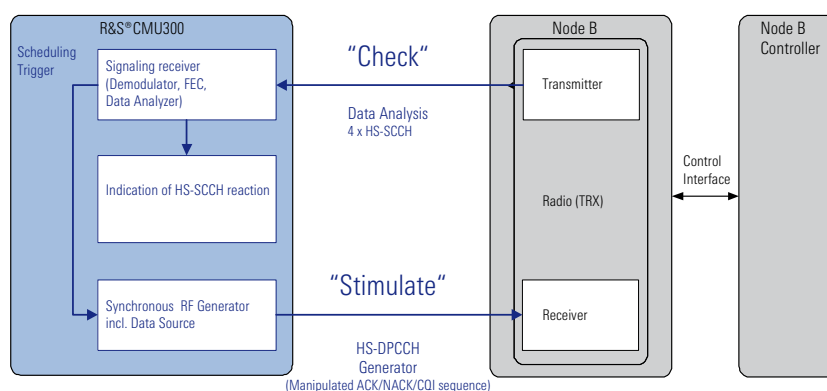 R&S®CMU300
Scheduling
Trigger
Signaling receiver
(Demodulator, FEC,
Data Analyzer)
Indication of HS-SCCH reaction
Synchronous RF Generator
incl. Data Source
“Check“
Data Analysis
4 x HS-SCCH
“Stimulate“
HS-DPCCH
Generator
(Manipulated ACK/NACK/CQI sequence)
Node B
Transmitter
Radio (TRX)
Receiver
Control
Interface
Node B
Controller